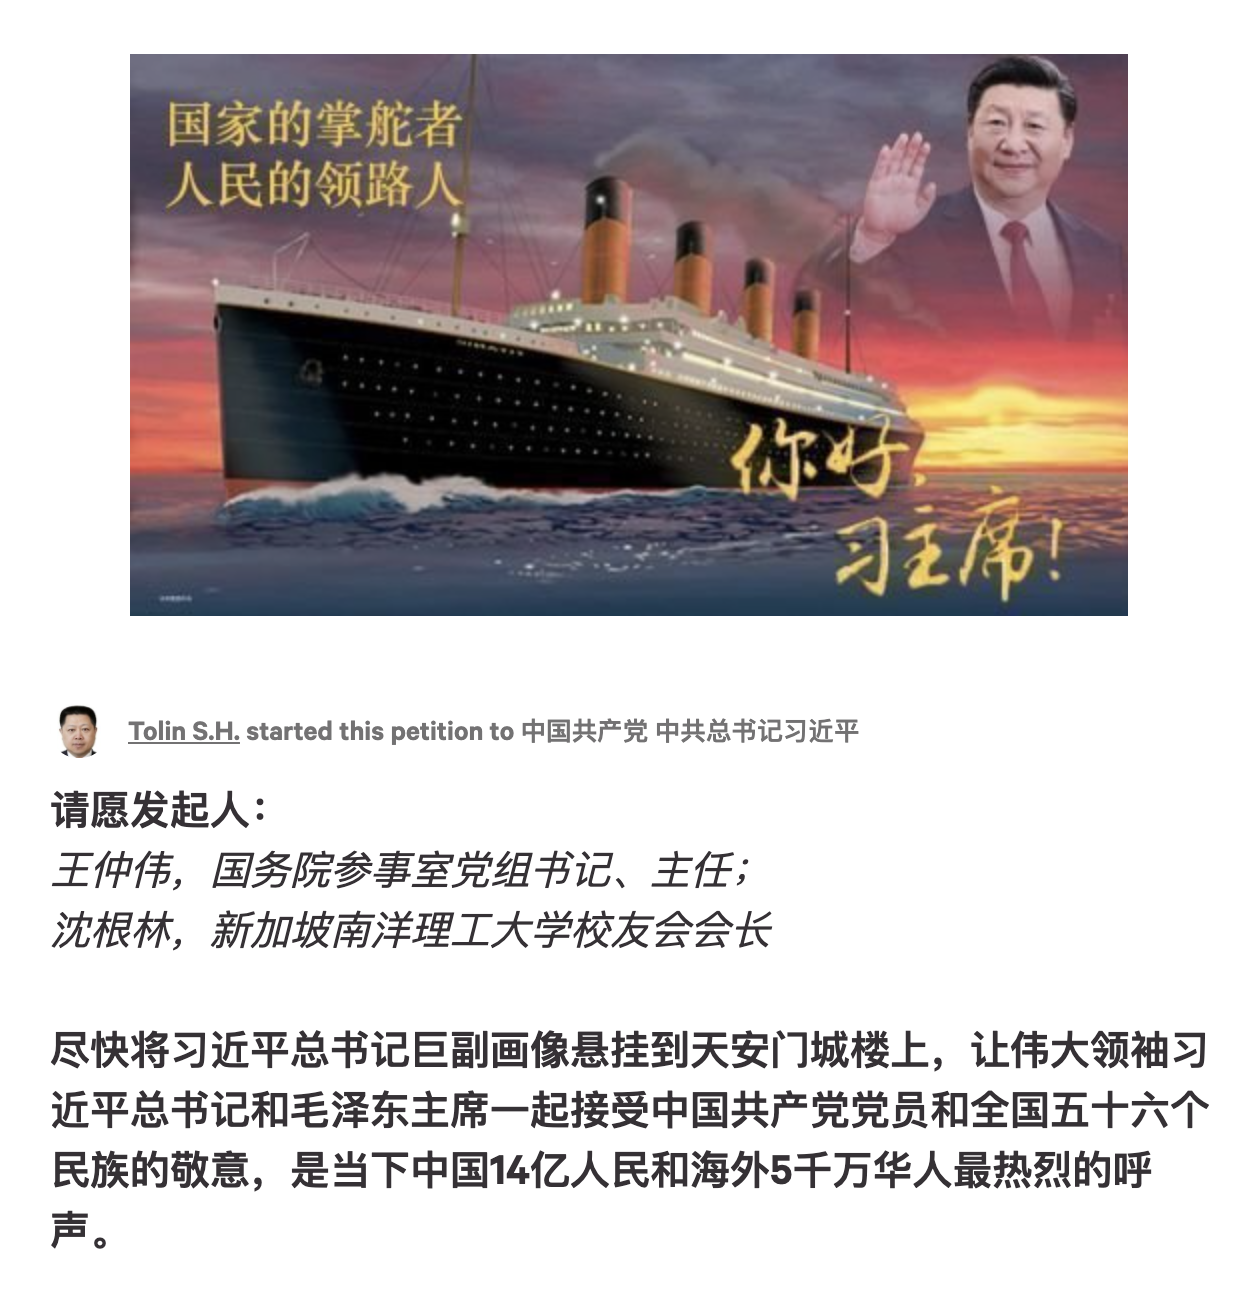 国家的掌舵者
人民的领路人
你好，
习主席！
Tolin S.H. started this petition to 中国共产党 中共总书记习近平
请愿发起人：
王仲伟，国务院参事室党组书记、主任；
沈根林，新加坡南洋理工大学校友会会长
尽快将习近平总书记巨副画像悬挂到天安门城楼上，让伟大领袖习
近平总书记和毛泽东主席一起接受中国共产党党员和全国五十六个
民族的敬意，是当下中国14亿人民和海外5千万华人最热烈的呼
声。